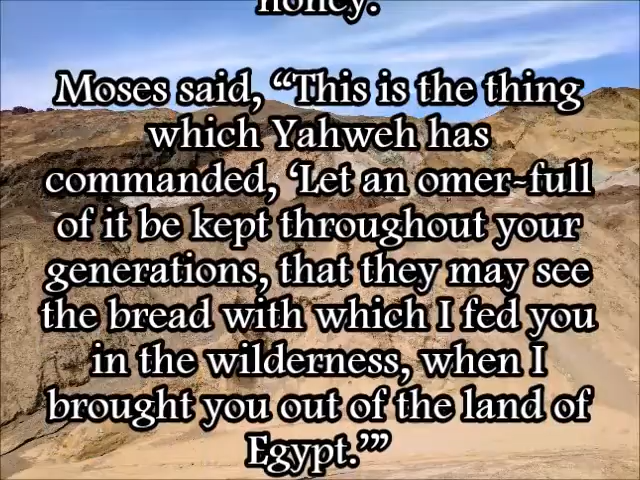 honey.
Moses said, “This is the thing
which Yahweh has
commanded, ‘Let an omer-full
of it be kept throughout your
generations, that they may see
the bread with which I fed you
in the wilderness, when I
brought you out of the land of
Egypt.’”